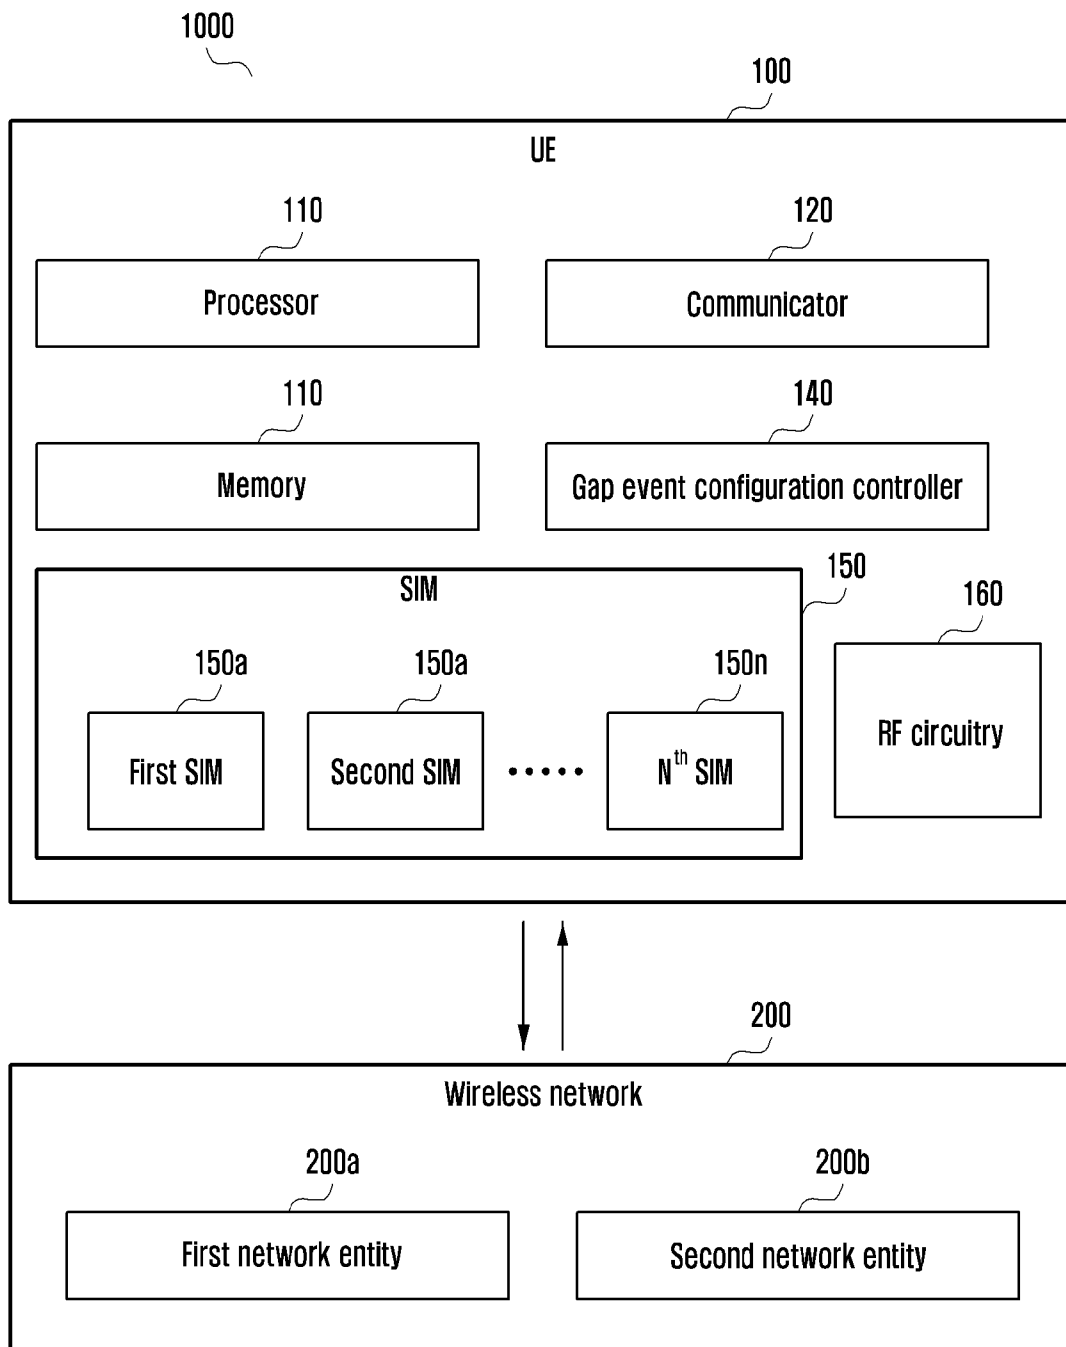 1000
100
UE
110
120
Processor
Communicator
110
140
Memory
Gap event configuration controller
150
SIM
160
150a
150a
150n
First SIM
Second SIM
.....
Nth SIM
RF circuitry
200
Wireless network
200a
200b
First network entity
Second network entity